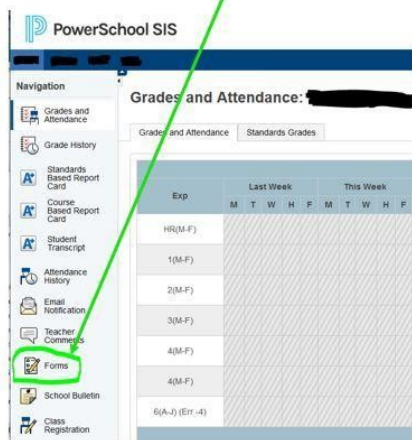 PowerSchool SIS
Navigation
Grades and
Attendance
Grade History
Standards
Based Report
Card
Course
Based Report
Card
Student
Transcript
Attendance
History
Email
Notification
Teacher
Comments
Forms
School Bulletin
Class
Registration
Grades and Attendance:
Grades and Attendance Standards Grades
Exp Last Week This Week
M T W H F M T W H F
HR(M-F)
1(M-F)
2(M-F)
3(M-F)
4(M-F)
4(M-F)
6(A-J) (Err -4)